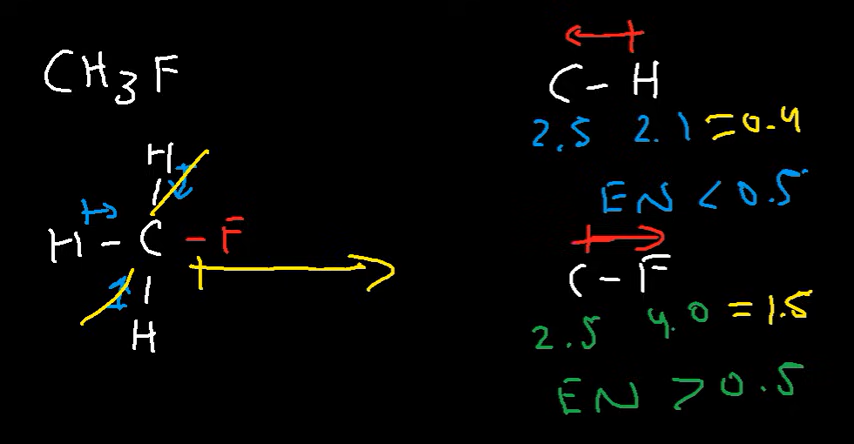 CH3F
H
H - C - F
H
C - H
2.5 2.1 = 0.4
EN < 0.5
C - F
2.5 4.0 = 1.5
EN > 0.5